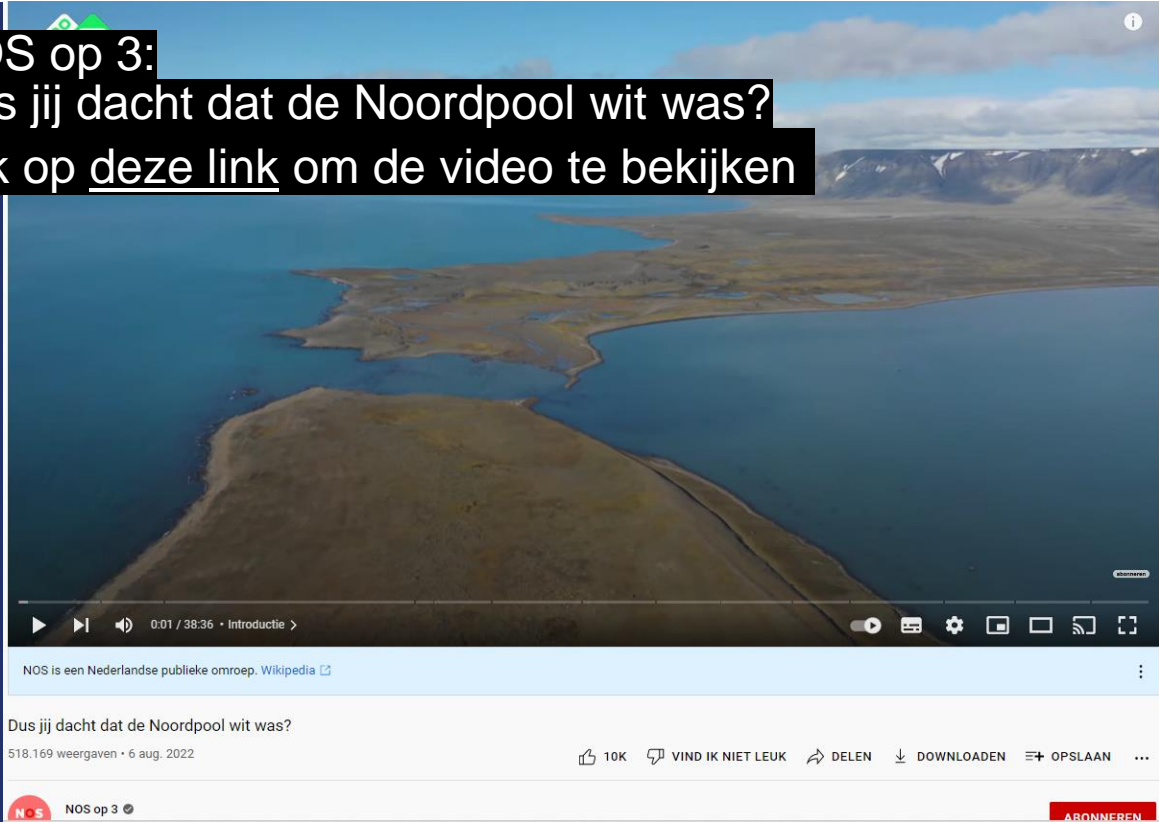 S op 3:
s jij dacht dat de Noordpool wit was?
k op deze link om de video te bekijken
abonneren
0:01 / 38:36 • Introductie >
NOS is een Nederlandse publieke omroep. Wikipedia
Dus jij dacht dat de Noordpool wit was?
518.169 weergaven • 6 aug. 2022
10K VIND IK NIET LEUK DELEN DOWNLOADEN OPSLAAN ...
NOS NOS op 3
ABONNEREN